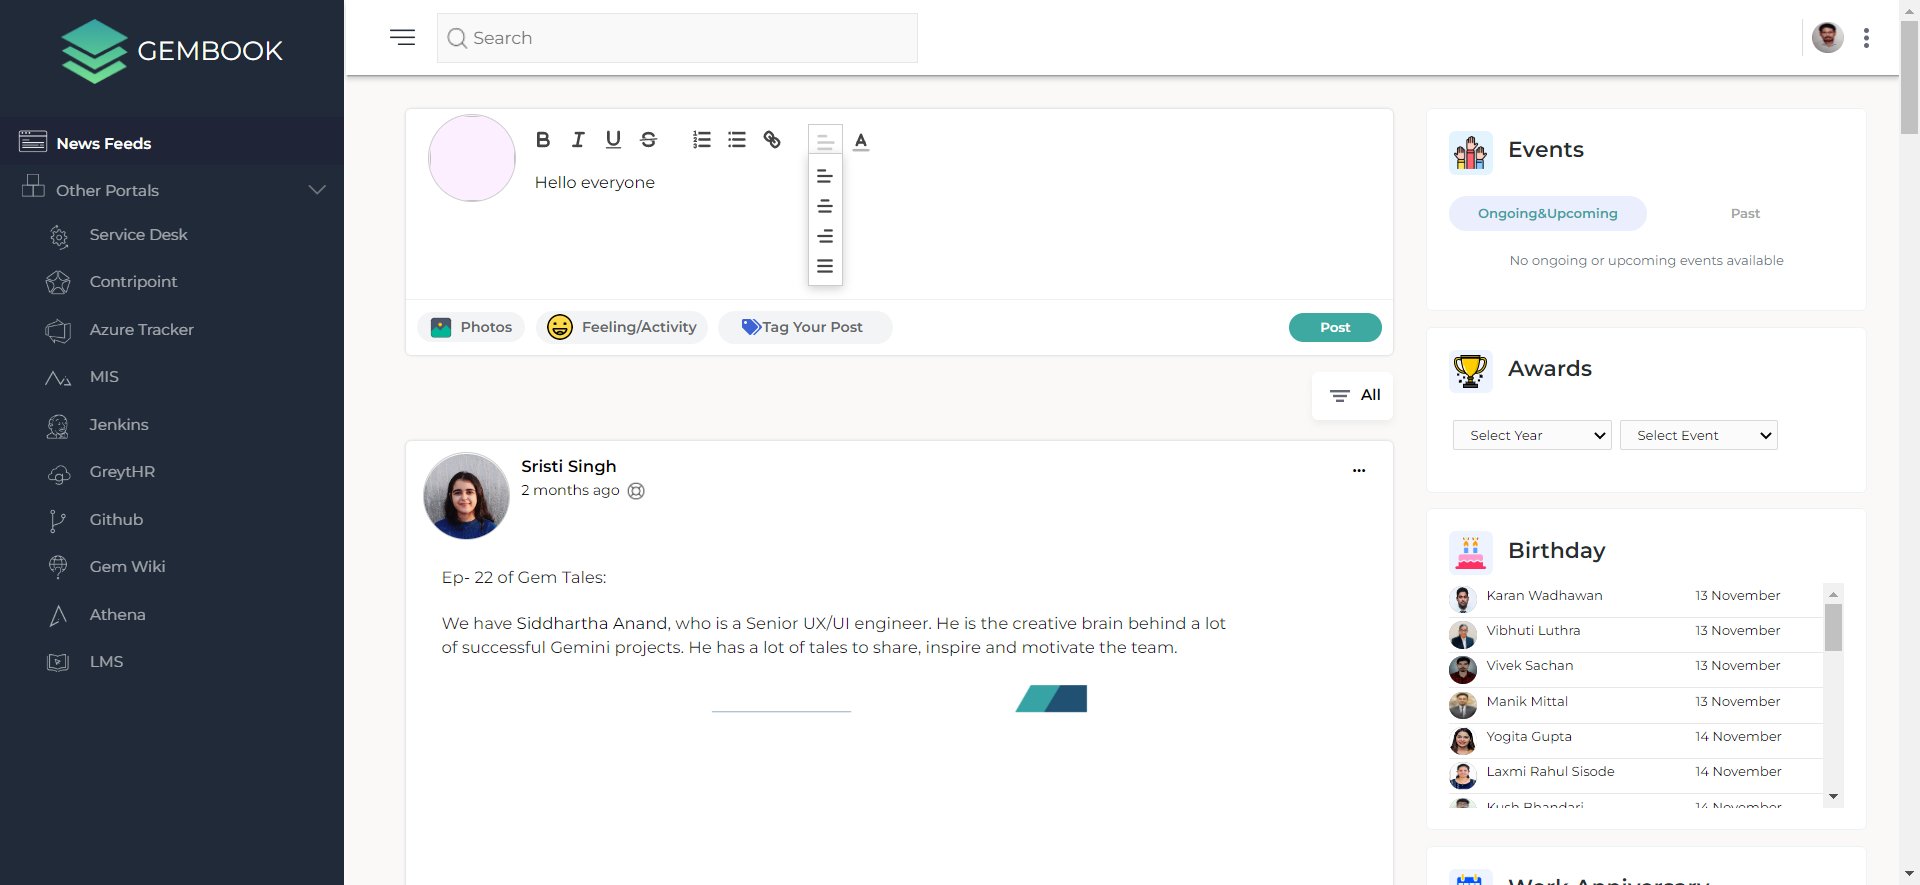 GEMBOOK
News Feeds
Other Portals
Service Desk
Contripoint
Azure Tracker
MIS
Jenkins
GreytHR
Github
Gem Wiki
Athena
LMS
Search
B I U S A
Hello everyone
Photos Feeling/Activity Tag Your Post Post
All
Sristi Singh
2 months ago
Ep- 22 of Gem Tales:
We have Siddhartha Anand, who is a Senior UX/UI engineer. He is the creative brain behind a lot
of successful Gemini projects. He has a lot of tales to share, inspire and motivate the team.
Events
Ongoing&Upcoming Past
No ongoing or upcoming events available
Awards
Select Year Select Event
Birthday
Karan Wadhawan 13 November
Vibhuti Luthra 13 November
Vivek Sachan 13 November
Manik Mittal 13 November
Yogita Gupta 14 November
Laxmi Rahul Sisode 14 November
Kush Bhandari 14 November
Work Anniversary